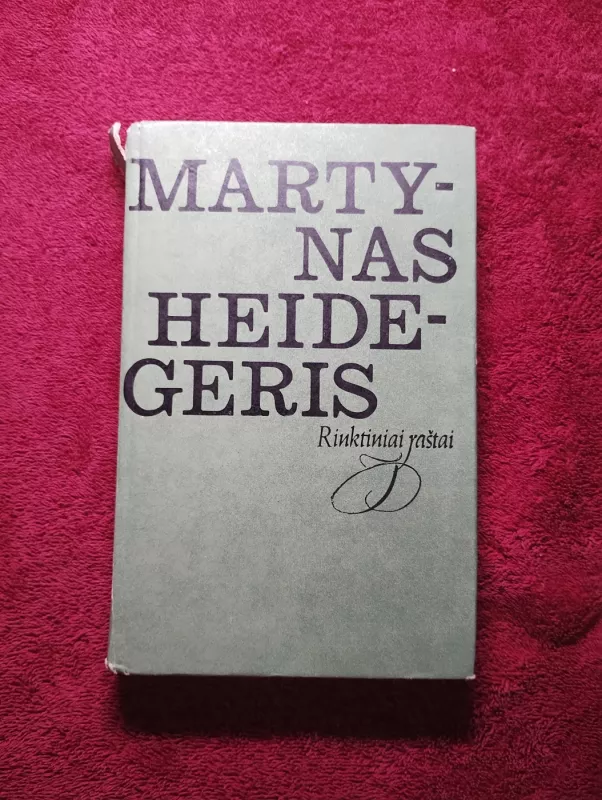 MARTY-
NAS
HEIDE-
GERIS
Rinktiniai raštai